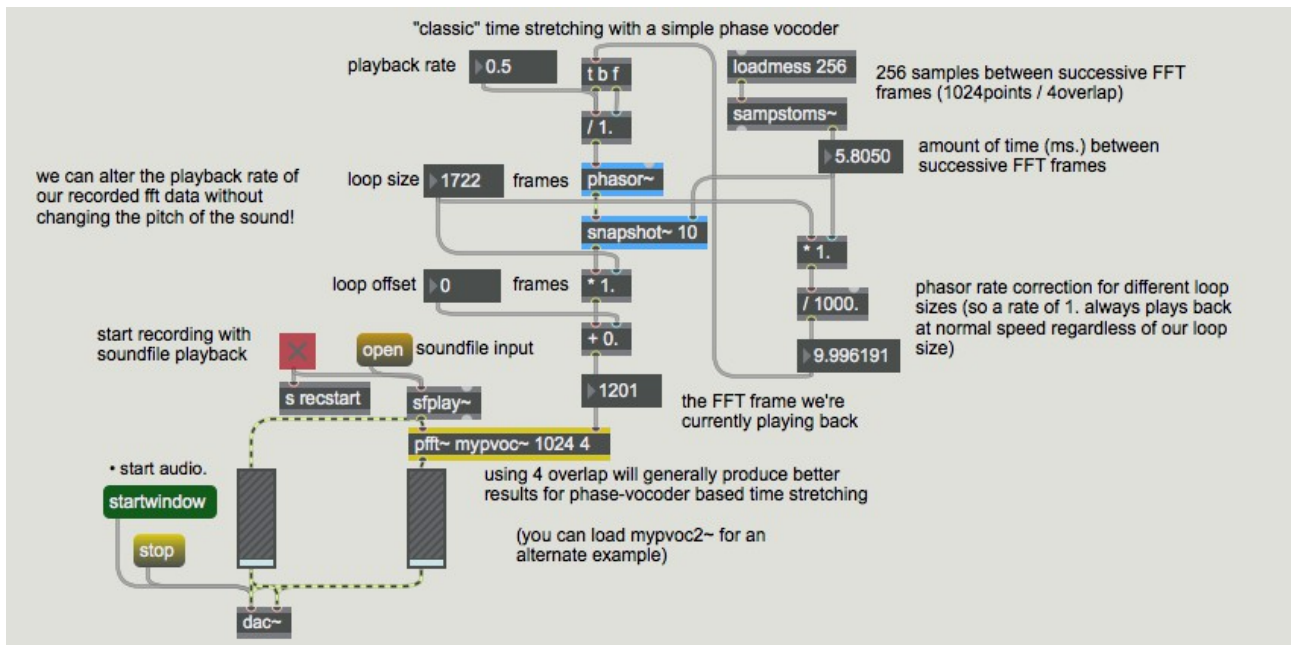 "classic" time stretching with a simple phase vocoder
playback rate
0.5
t b f
loadmess 256
256 samples between successive FFT
frames (1024points / 4overlap)
sampstoms~
/ 1.
5.8050
amount of time (ms.) between
successive FFT frames
we can alter the playback rate of
our recorded fft data without
changing the pitch of the sound!
loop size
1722
frames
phasor~
snapshot~ 10
* 1.
loop offset
0
frames
* 1.
/ 1000.
phasor rate correction for different loop
sizes (so a rate of 1. always plays back
at normal speed regardless of our loop
size)
start recording with
soundfile playback
open
soundfile input
+ 0.
9.996191
s recstart
sfplay~
1201
the FFT frame we're
currently playing back
pfft~ mypvoc~ 1024 4
• start audio.
using 4 overlap will generally produce better
results for phase-vocoder based time stretching
startwindow
(you can load mypvoc2~ for an
alternate example)
stop
dac~